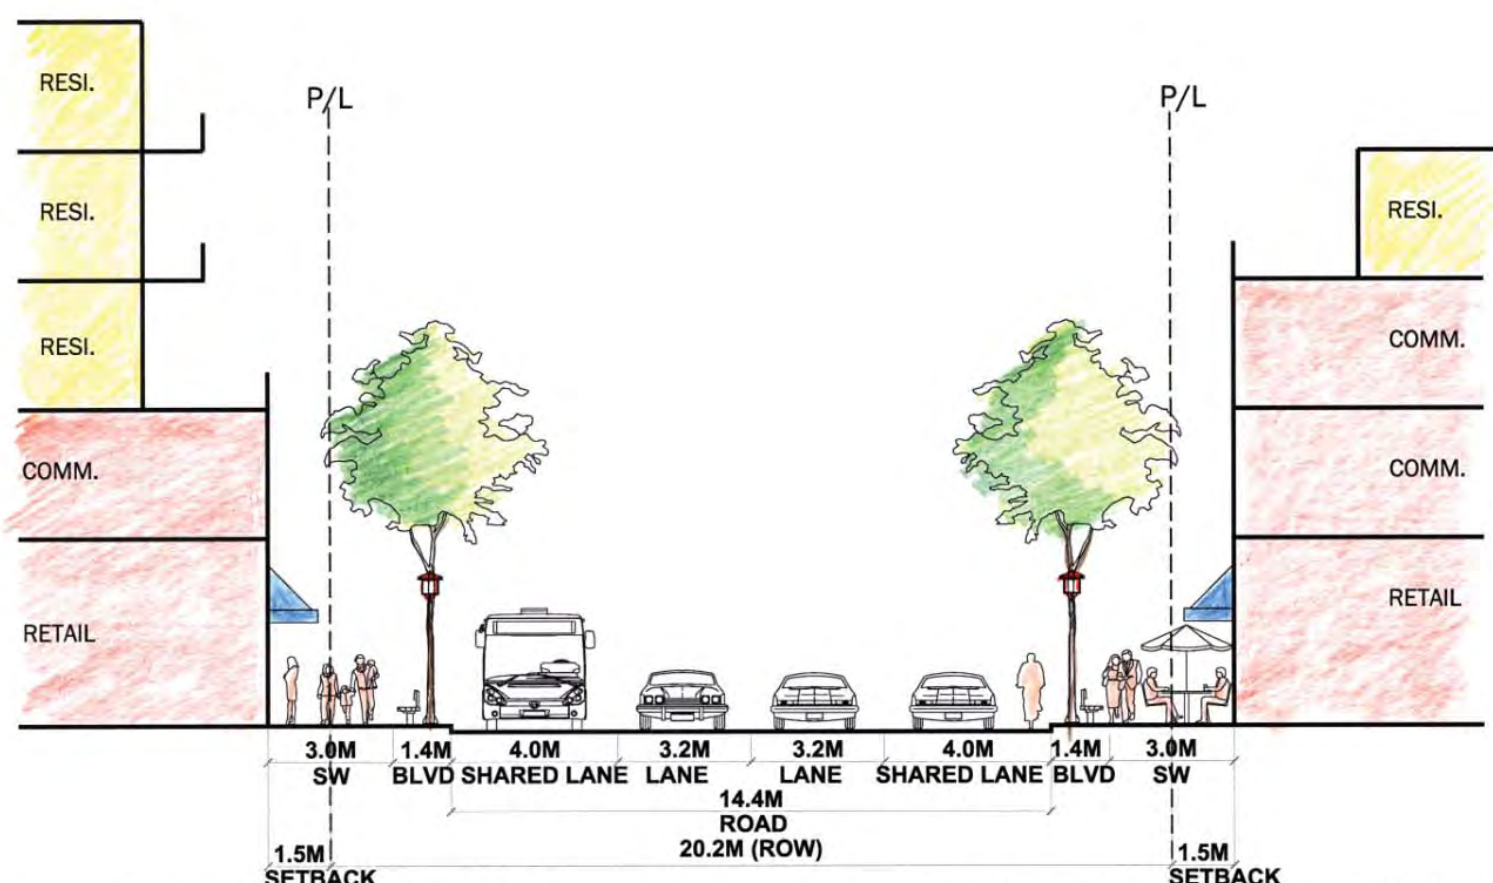 RESI.
P/L
P/L
RESI.
RESI.
RESI.
COMM.
RESI.
COMM.
COMM.
RETAIL
RETAIL
3.0M 1.4M 4.0M 3.2M 3.2M 4.0M 1.4M 3.0M
SW BLVD SHARED LANE LANE LANE SHARED LANE BLVD SW
14.4M
ROAD
20.2M (ROW)
1.5M 1.5M
SETBACK SETBACK